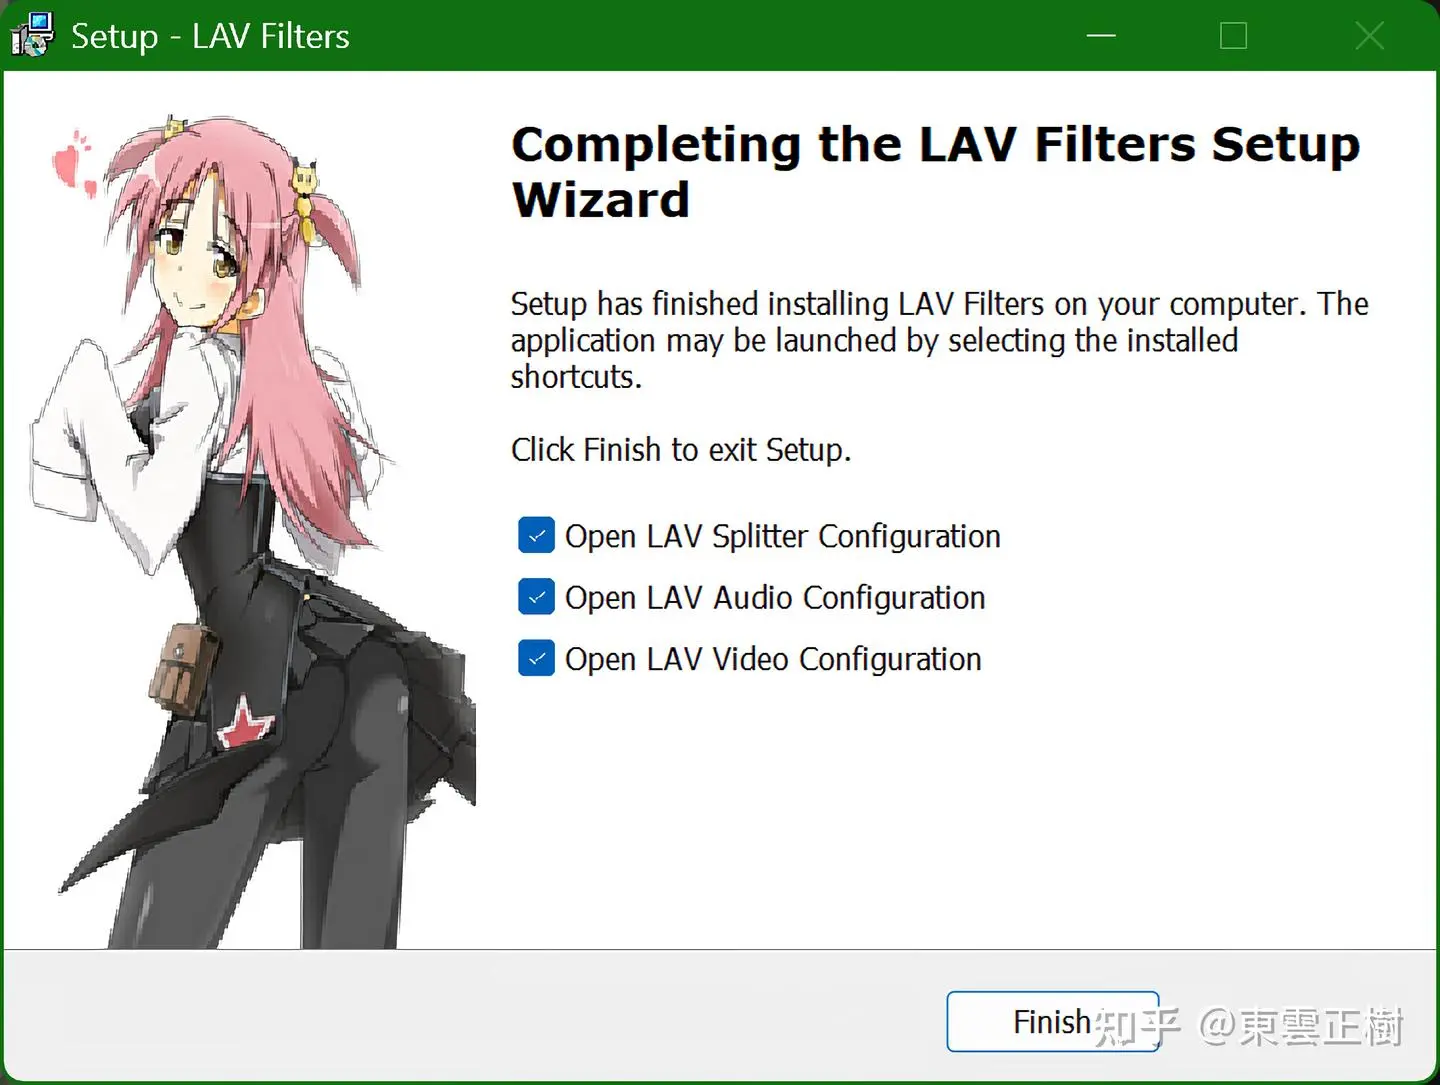 Setup - LAV Filters
Completing the LAV Filters Setup
Wizard
Setup has finished installing LAV Filters on your computer. The
application may be launched by selecting the installed
shortcuts.
Click Finish to exit Setup.
Open LAV Splitter Configuration
Open LAV Audio Configuration
Open LAV Video Configuration
Finish
知乎 @東雲正樹